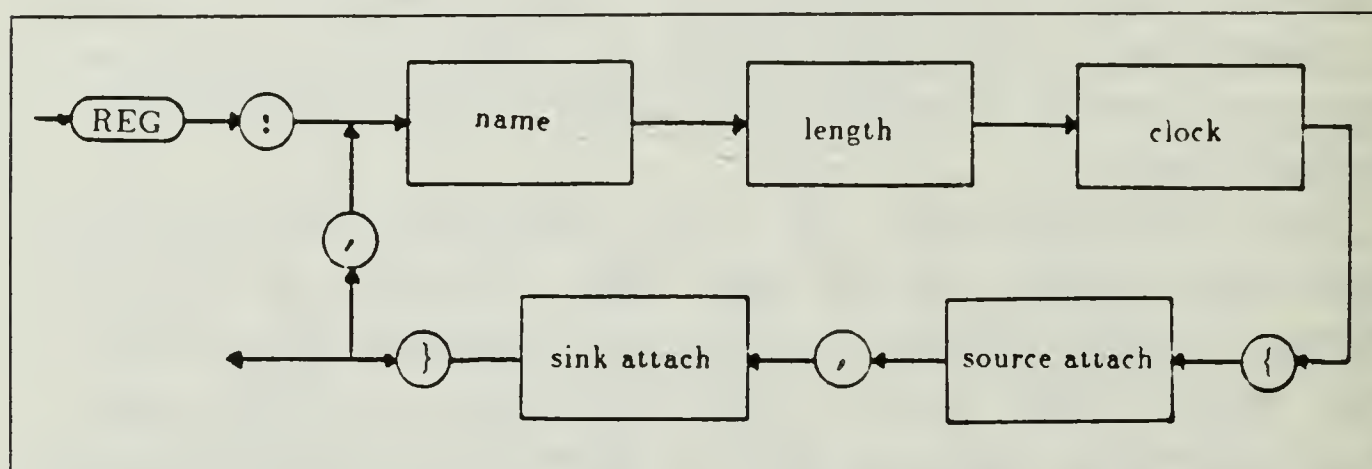 REG : name length clock
,
} sink attach , source attach {